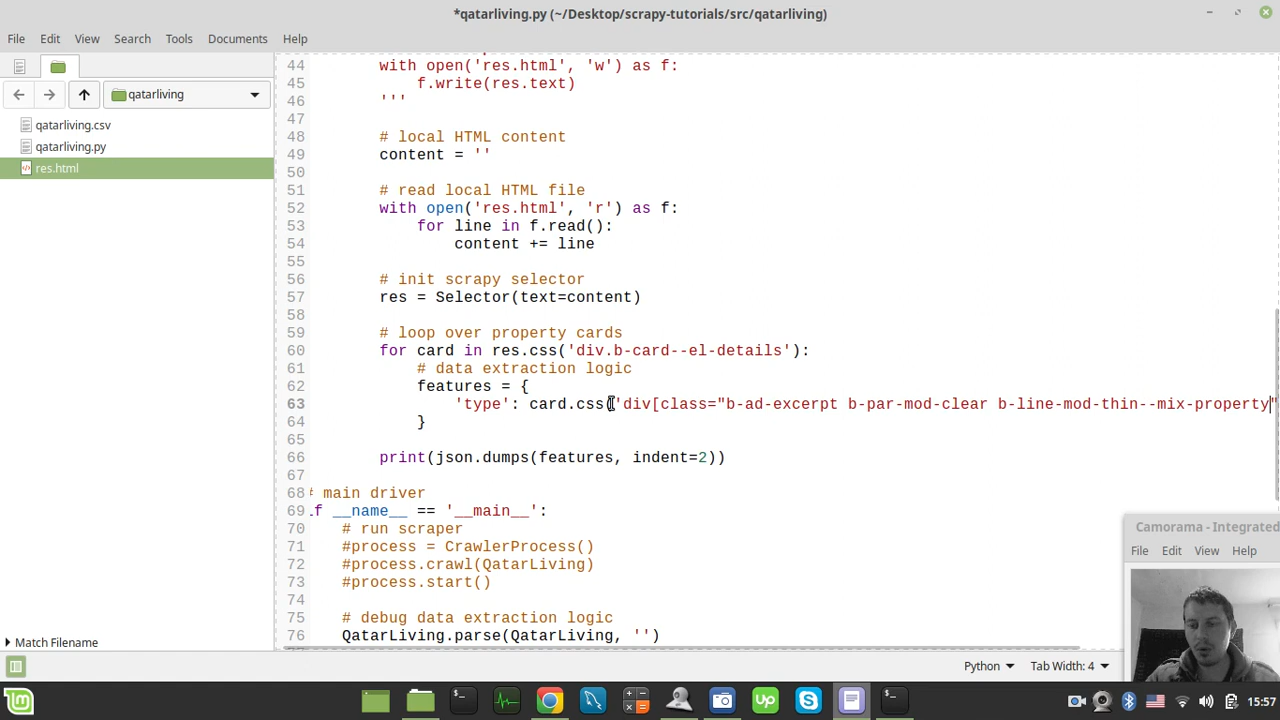 *qatarliving.py (~/Desktop/scrapy-tutorials/src/qatarliving)
File Edit View Search Tools Documents Help
qatarliving
qatarliving.csv
qatarliving.py
res.html
44 with open('res.html', 'w') as f:
45 f.write(res.text)
46 '''
47
48 # local HTML content
49 content = ''
50
51 # read local HTML file
52 with open('res.html', 'r') as f:
53 for line in f.read():
54 content += line
55
56 # init scrapy selector
57 res = Selector(text=content)
58
59 # loop over property cards
60 for card in res.css('div.b-card--el-details'):
61 # data extraction logic
62 features = {
63 'type': card.css('div[class="b-ad-excerpt b-par-mod-clear b-line-mod-thin--mix-property"
64 }
65
66 print(json.dumps(features, indent=2))
67
68 # main driver
69 if __name__ == '__main__':
70 # run scraper
71 #process = CrawlerProcess()
72 #process.crawl(QatarLiving)
73 #process.start()
74
75 # debug data extraction logic
76 QatarLiving.parse(QatarLiving, '')
Match Filename
Python Tab Width: 4
Camorama - Integrated
File Edit View Help
15:57